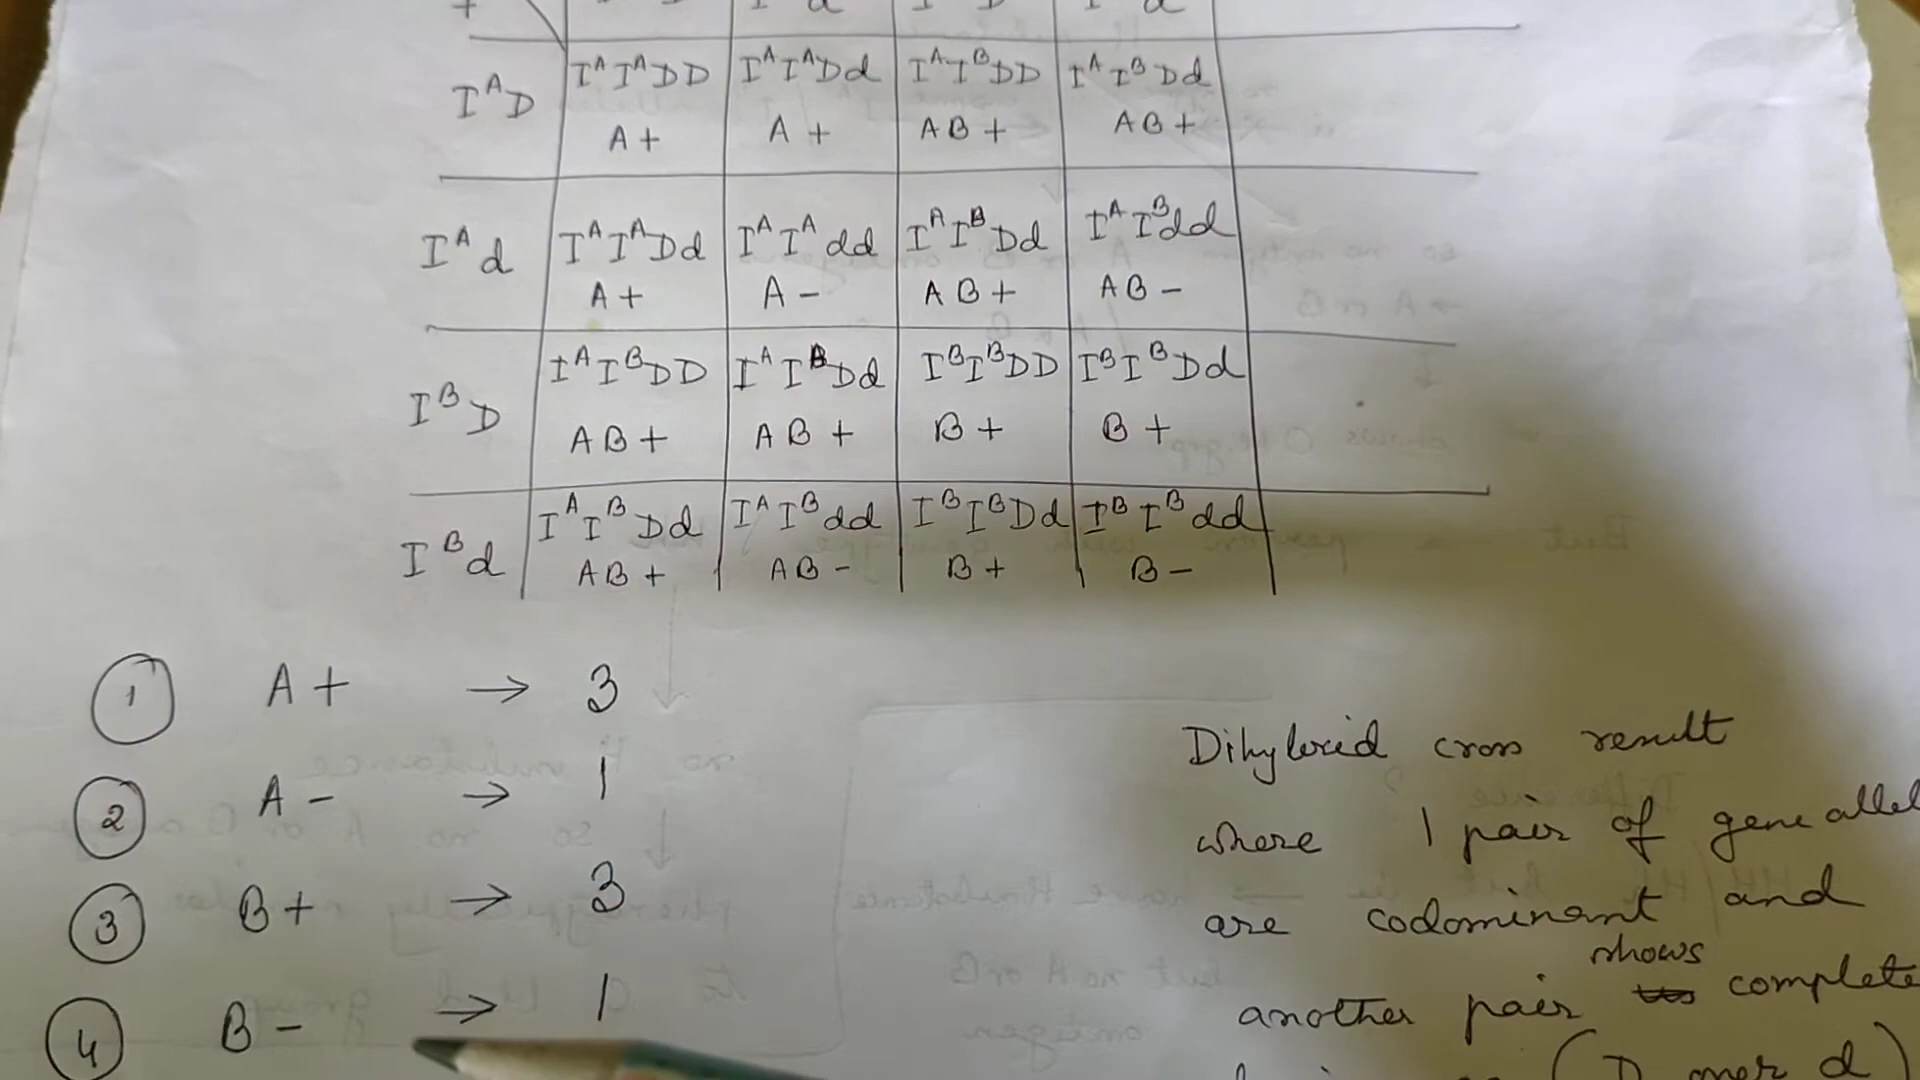 I^A D I^A I^A DD I^A I^A Dd I^A I^B DD I^A I^B Dd
A+ A+ AB+ AB+
I^A d I^A I^A Dd I^A I^A dd I^A I^B Dd I^A I^B dd
A+ A- AB+ AB-
I^B D I^A I^B DD I^A I^B Dd I^B I^B DD I^B I^B Dd
AB+ AB+ B+ B+
I^B d I^A I^B Dd I^A I^B dd I^B I^B Dd I^B I^B dd
AB+ AB- B+ B-
1 A+ → 3
2 A- → 1
3 B+ → 3
4 B- → 1
Dihybrid cross result
where 1 pair of gene allel
are codominant and
another pair shows complete
(D over d)